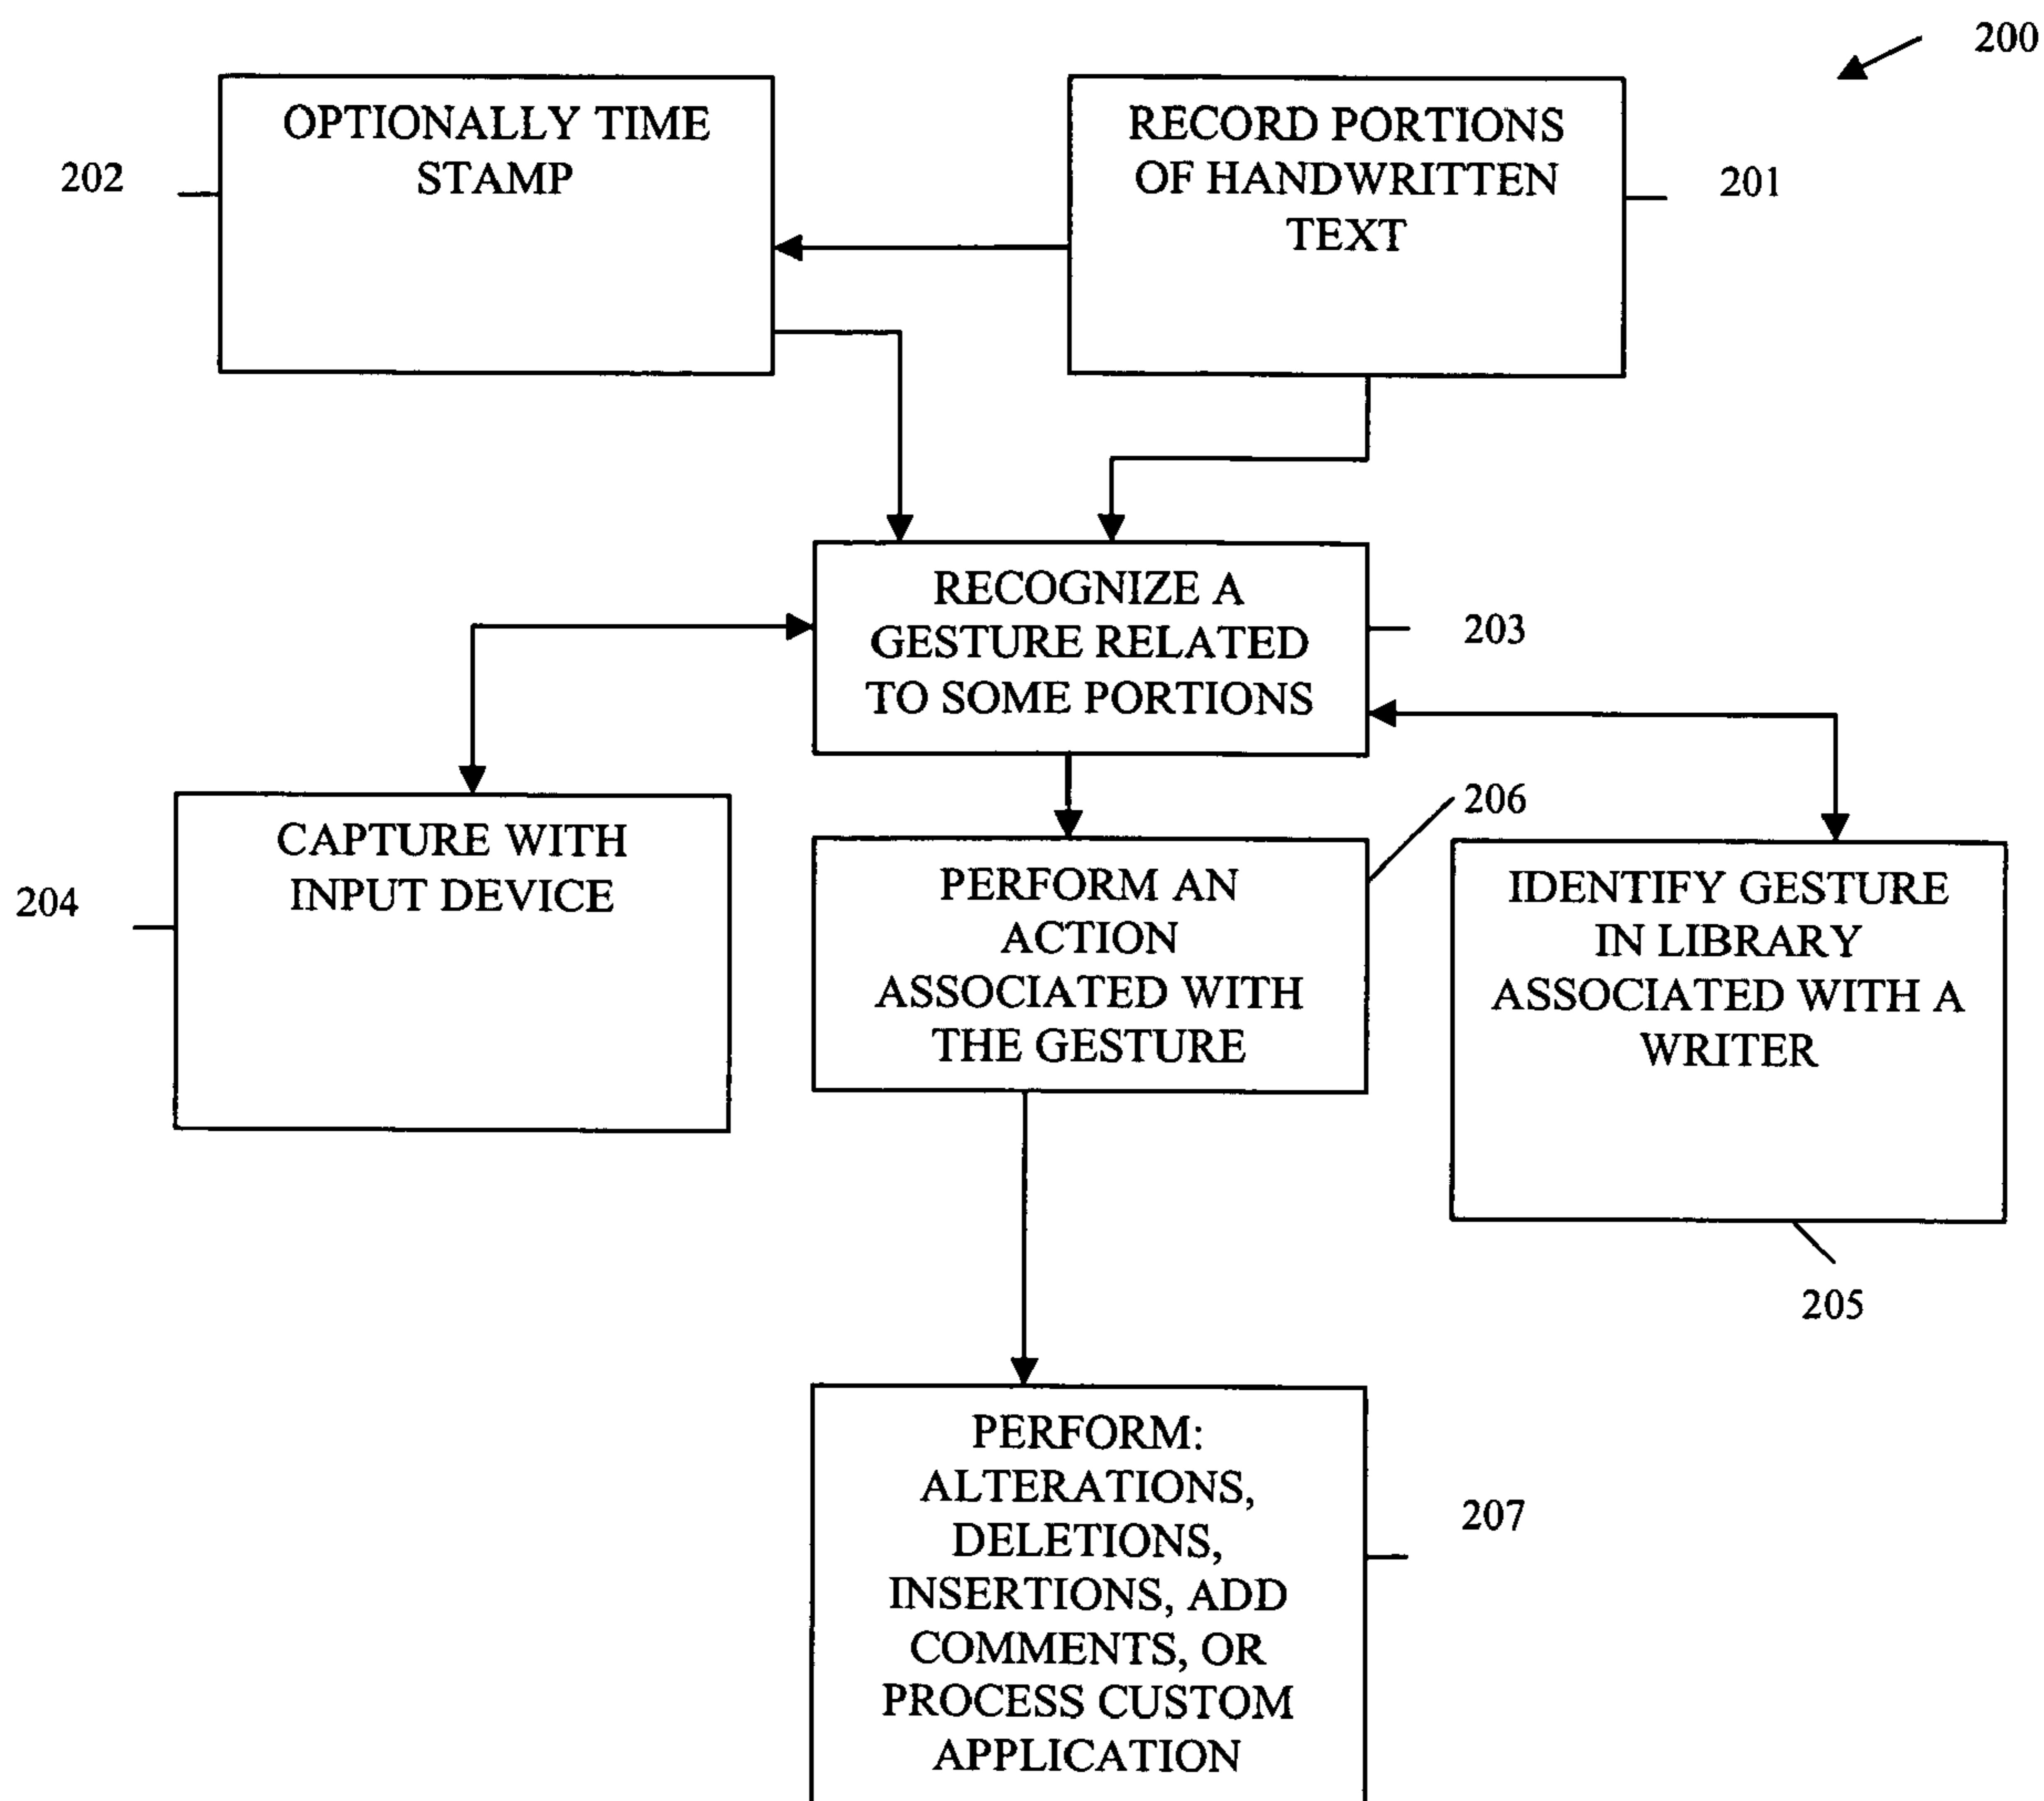 200
OPTIONALLY TIME
STAMP
202
RECORD PORTIONS
OF HANDWRITTEN
TEXT
201
RECOGNIZE A
GESTURE RELATED
TO SOME PORTIONS
203
CAPTURE WITH
INPUT DEVICE
204
206
PERFORM AN
ACTION
ASSOCIATED WITH
THE GESTURE
IDENTIFY GESTURE
IN LIBRARY
ASSOCIATED WITH A
WRITER
205
PERFORM:
ALTERATIONS,
DELETIONS,
INSERTIONS, ADD
COMMENTS, OR
PROCESS CUSTOM
APPLICATION
207